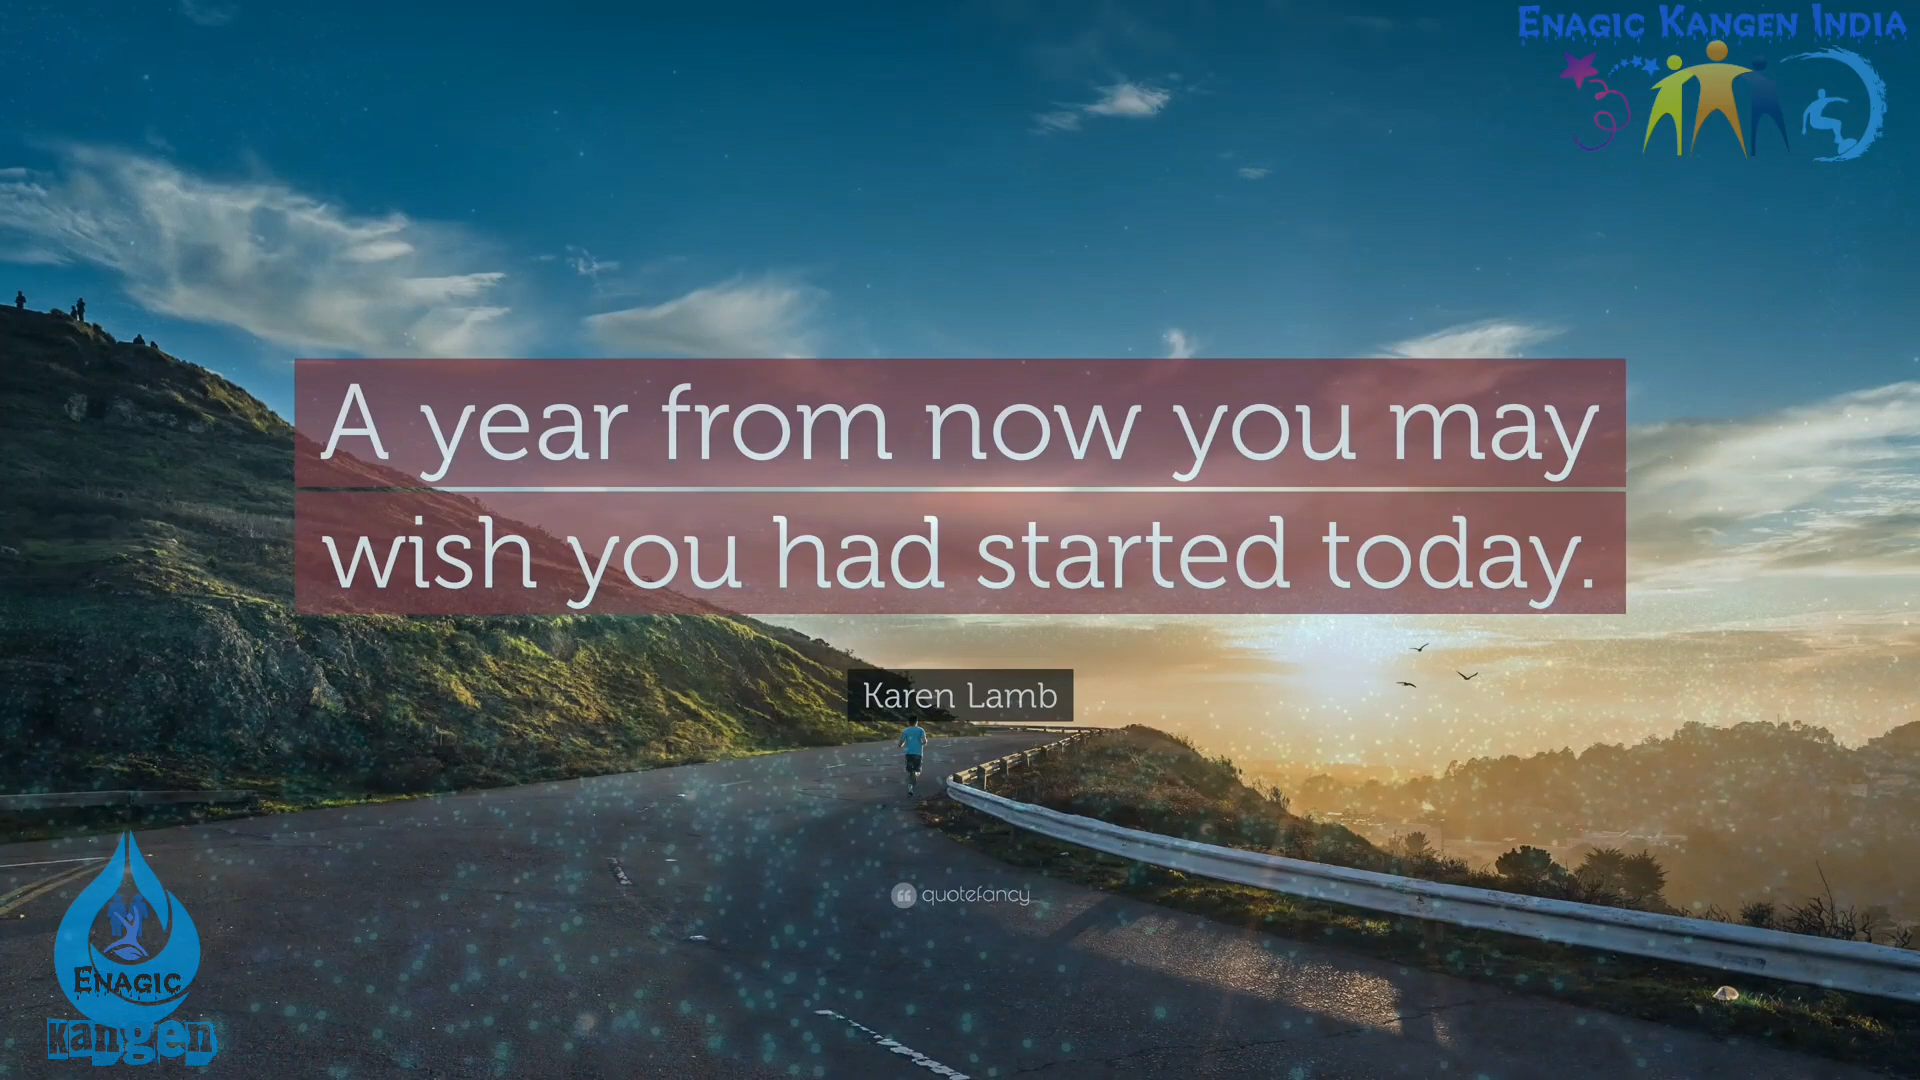 Enagic Kangen India
A year from now you may
wish you had started today.
Karen Lamb
quotefancy
Enagic
kangen